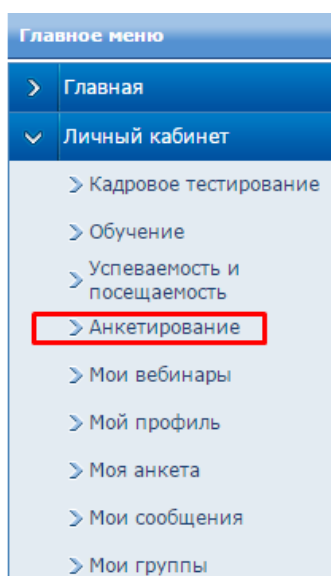 Главное меню
Главная
Личный кабинет
Кадровое тестирование
Обучение
Успеваемость и
посещаемость
Анкетирование
Мои вебинары
Мой профиль
Моя анкета
Мои сообщения
Мои группы